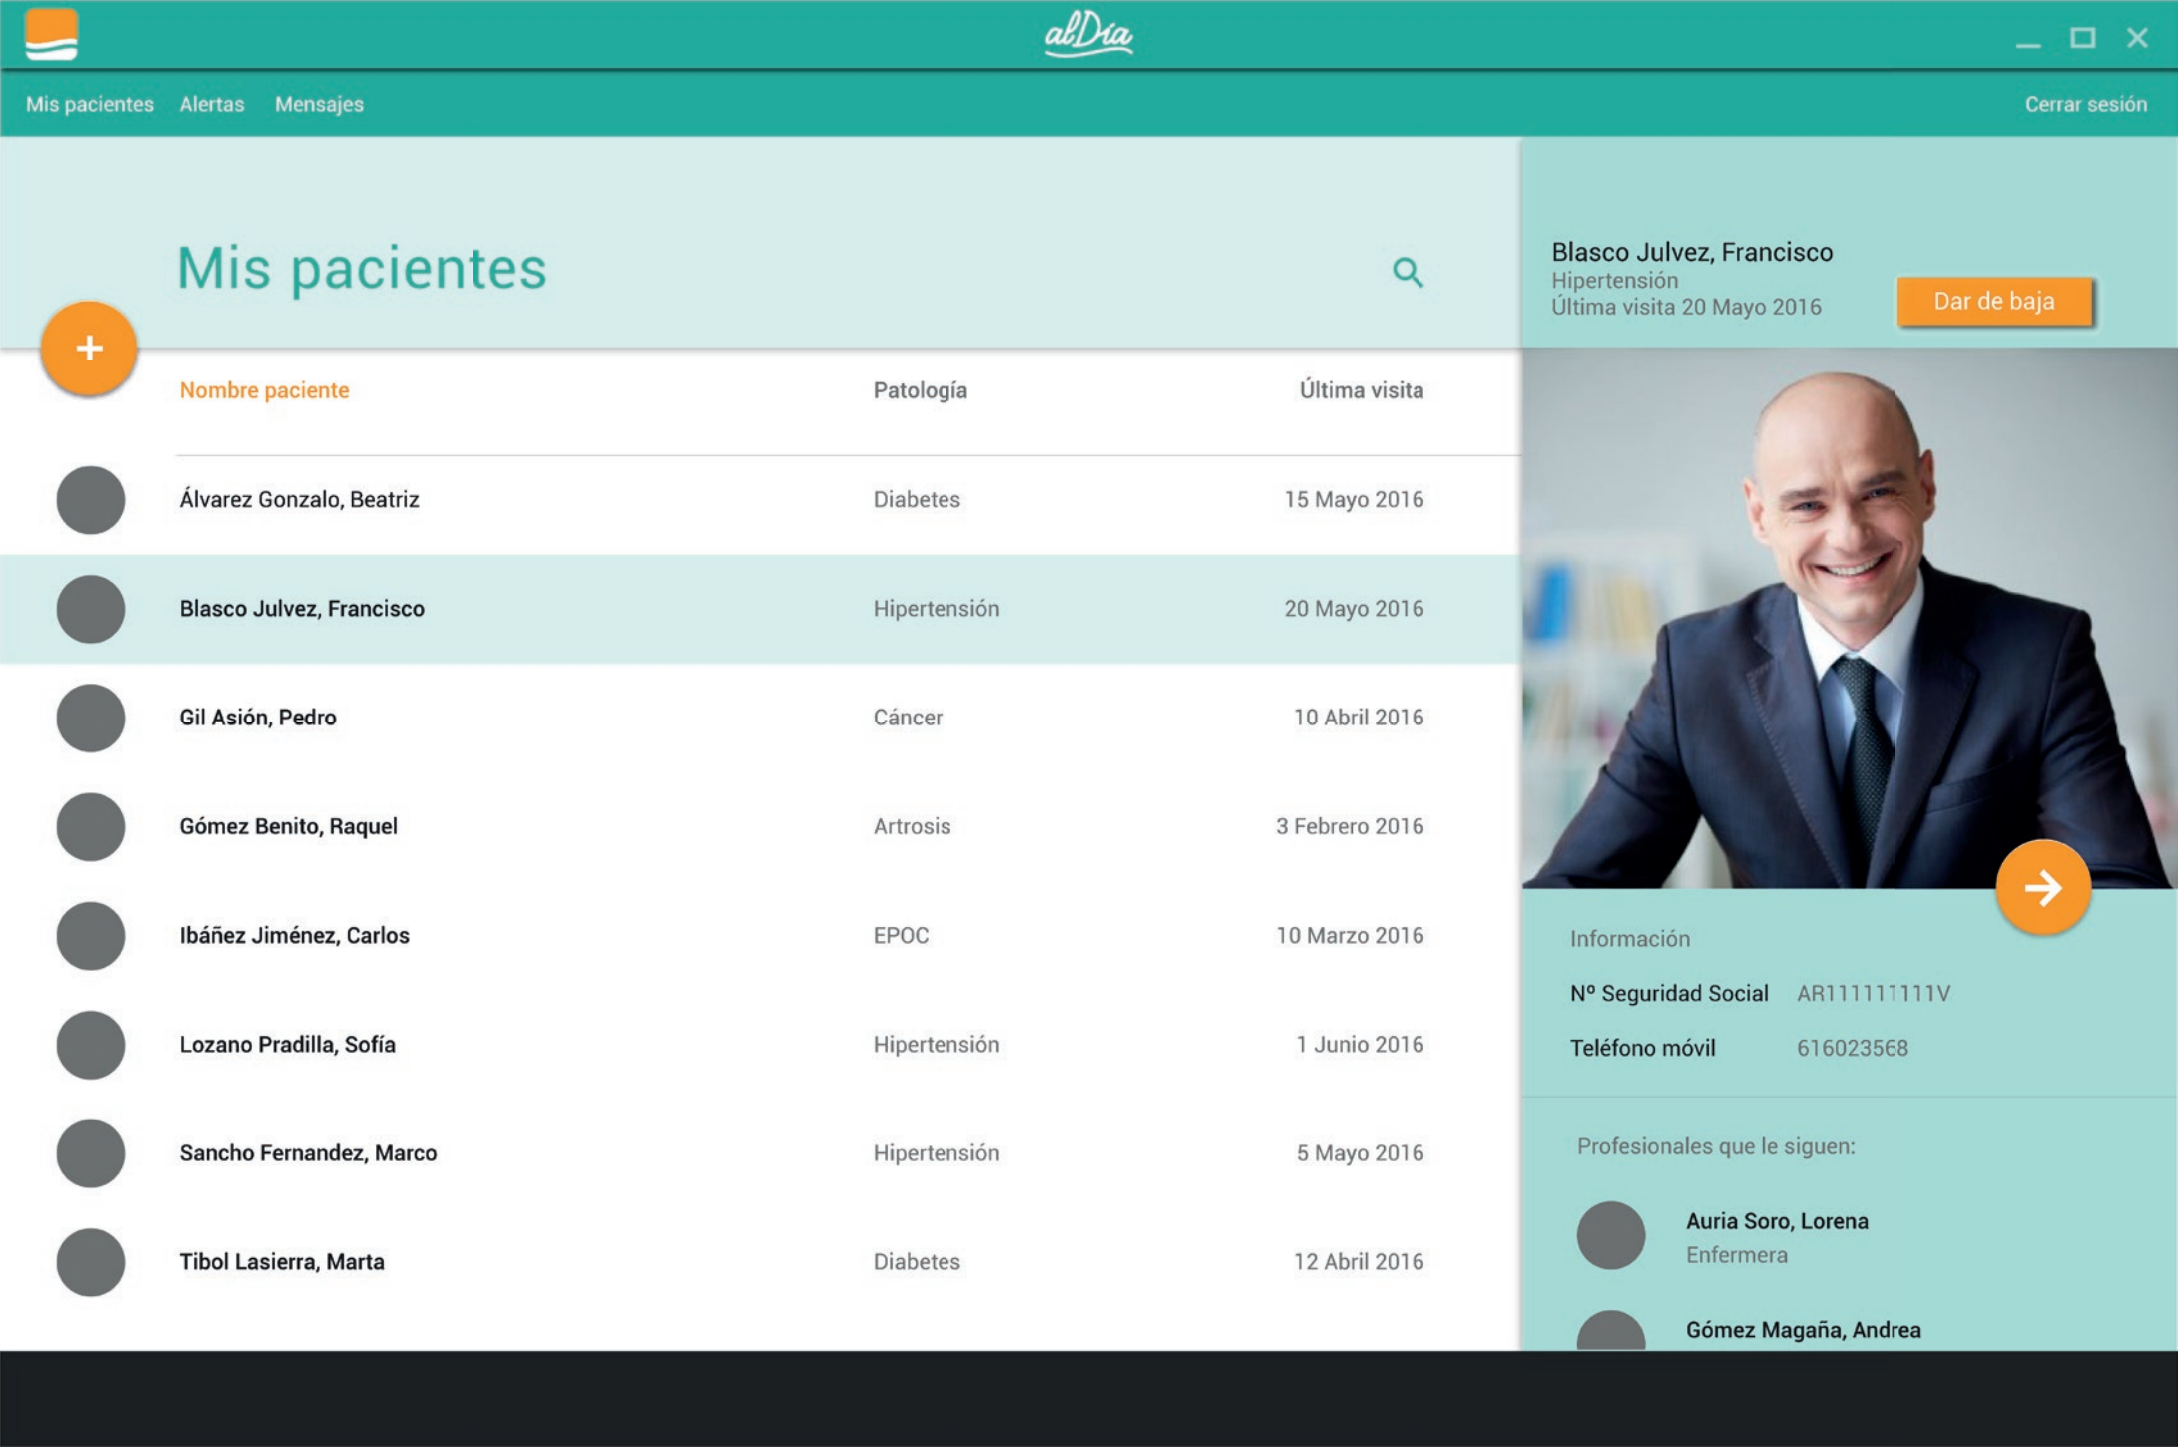 alDía
Mis pacientes Alertas Mensajes Cerrar sesión
Mis pacientes
Nombre paciente Patología Última visita
Álvarez Gonzalo, Beatriz Diabetes 15 Mayo 2016
Blasco Julvez, Francisco Hipertensión 20 Mayo 2016
Gil Asión, Pedro Cáncer 10 Abril 2016
Gómez Benito, Raquel Artrosis 3 Febrero 2016
Ibáñez Jiménez, Carlos EPOC 10 Marzo 2016
Lozano Pradilla, Sofía Hipertensión 1 Junio 2016
Sancho Fernandez, Marco Hipertensión 5 Mayo 2016
Tibol Lasierra, Marta Diabetes 12 Abril 2016
Blasco Julvez, Francisco
Hipertensión
Última visita 20 Mayo 2016
Dar de baja
Información
Nº Seguridad Social AR111111111V
Teléfono móvil 616023568
Profesionales que le siguen:
Auria Soro, Lorena
Enfermera
Gómez Magaña, Andrea